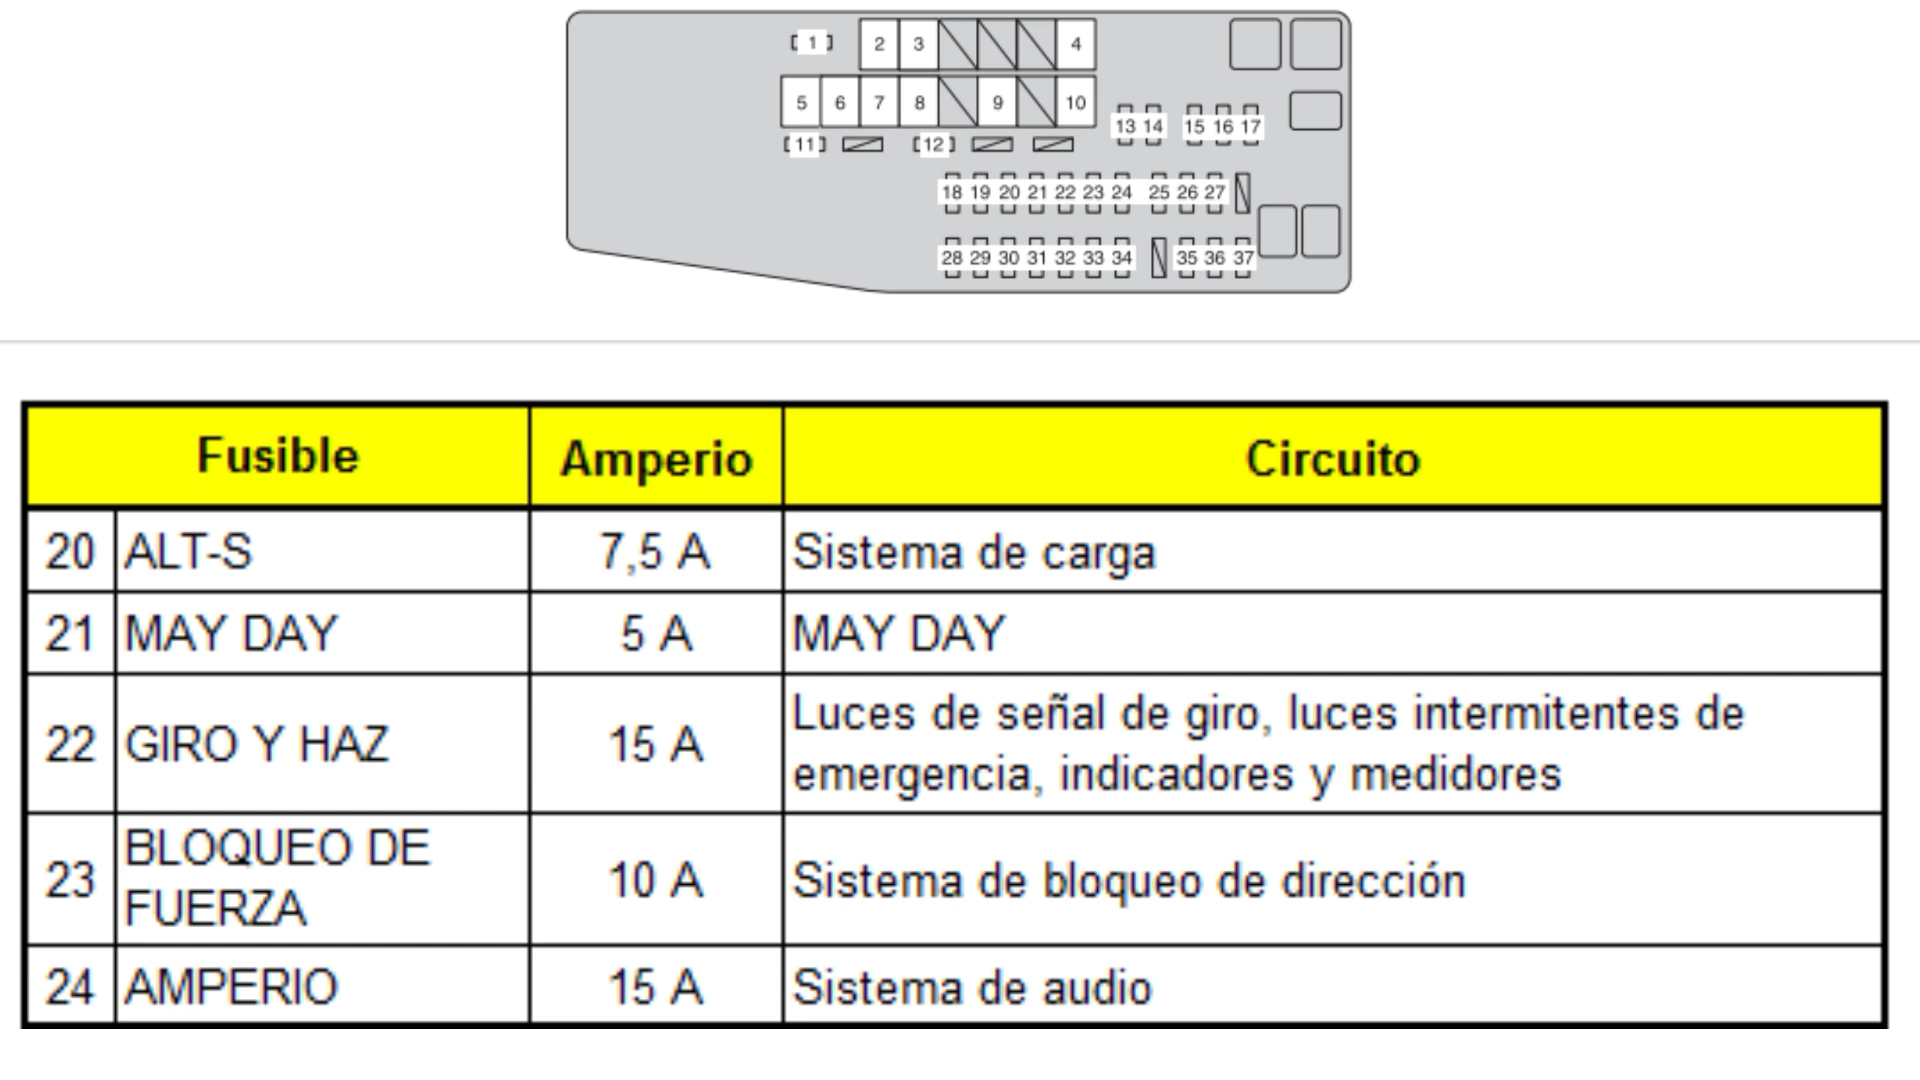 1 2 3 4
5 6 7 8 9 10
11 12 13 14 15 16 17
18 19 20 21 22 23 24 25 26 27
28 29 30 31 32 33 34 35 36 37
Fusible Amperio Circuito
20 ALT-S 7,5 A Sistema de carga
21 MAY DAY 5 A MAY DAY
22 GIRO Y HAZ 15 A Luces de señal de giro, luces intermitentes de
emergencia, indicadores y medidores
23 BLOQUEO DE
FUERZA 10 A Sistema de bloqueo de dirección
24 AMPERIO 15 A Sistema de audio